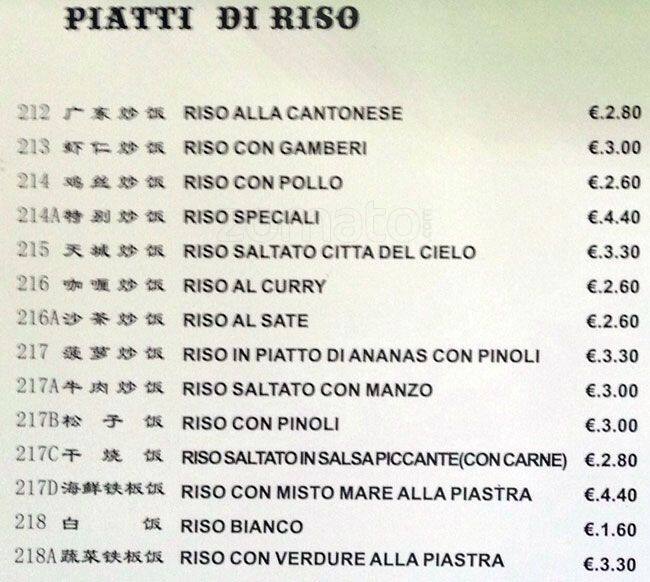 PIATTI DI RISO
212 广东炒饭 RISO ALLA CANTONESE €.2.80
213 虾仁炒饭 RISO CON GAMBERI €.3.00
214 鸡丝炒饭 RISO CON POLLO €.2.60
214A 特别炒饭 RISO SPECIALI €.4.40
zomato.com
215 天城炒饭 RISO SALTATO CITTA DEL CIELO €.3.30
216 咖喱炒饭 RISO AL CURRY €.2.60
216A 沙茶炒饭 RISO AL SATE €.2.60
217 菠萝炒饭 RISO IN PIATTO DI ANANAS CON PINOLI €.3.30
217A 牛肉炒饭 RISO SALTATO CON MANZO €.3.00
217B 松子饭 RISO CON PINOLI €.3.00
217C 干烧饭 RISO SALTATO IN SALSA PICCANTE(CON CARNE) €.2.80
217D 海鲜铁板饭 RISO CON MISTO MARE ALLA PIASTRA €.4.40
218 白饭 RISO BIANCO €.1.60
218A 蔬菜铁板饭 RISO CON VERDURE ALLA PIASTRA €.3.30